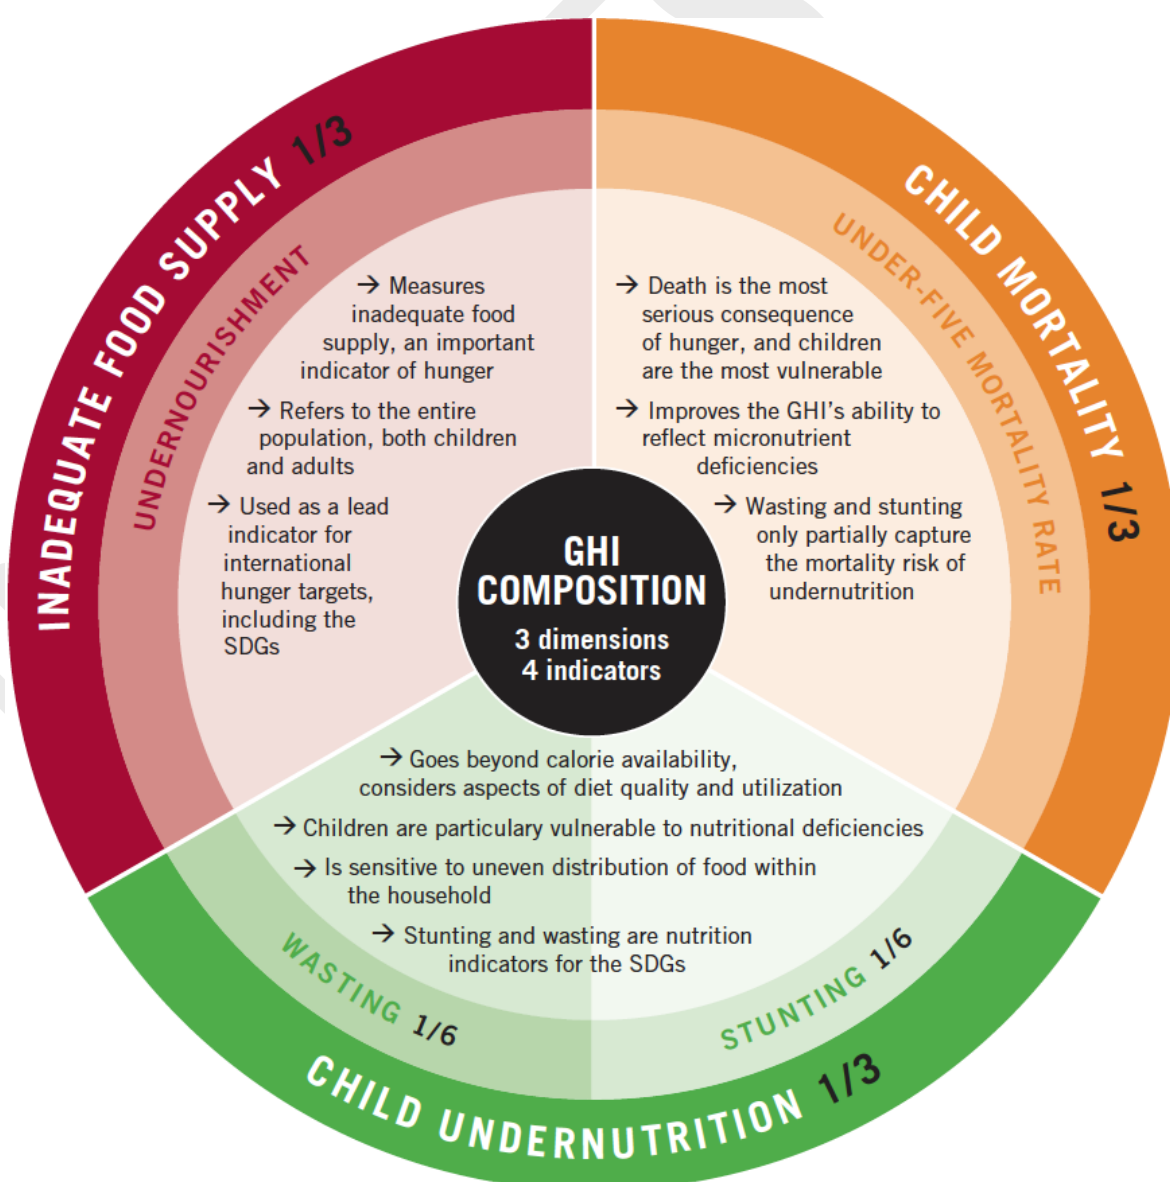 INADEQUATE FOOD SUPPLY 1/3
UNDERNOURISHMENT
→ Measures
inadequate food
supply, an important
indicator of hunger
→ Refers to the entire
population, both children
and adults
→ Used as a lead
indicator for
international
hunger targets,
including the
SDGs
CHILD MORTALITY 1/3
UNDER-FIVE MORTALITY RATE
→ Death is the most
serious consequence
of hunger, and children
are the most vulnerable
→ Improves the GHI's ability to
reflect micronutrient
deficiencies
→ Wasting and stunting
only partially capture
the mortality risk of
undernutrition
GHI
COMPOSITION
3 dimensions
4 indicators
→ Goes beyond calorie availability,
considers aspects of diet quality and utilization
→ Children are particulary vulnerable to nutritional deficiencies
→ Is sensitive to uneven distribution of food within
the household
→ Stunting and wasting are nutrition
indicators for the SDGs
WASTING 1/6
STUNTING 1/6
CHILD UNDERNUTRITION 1/3